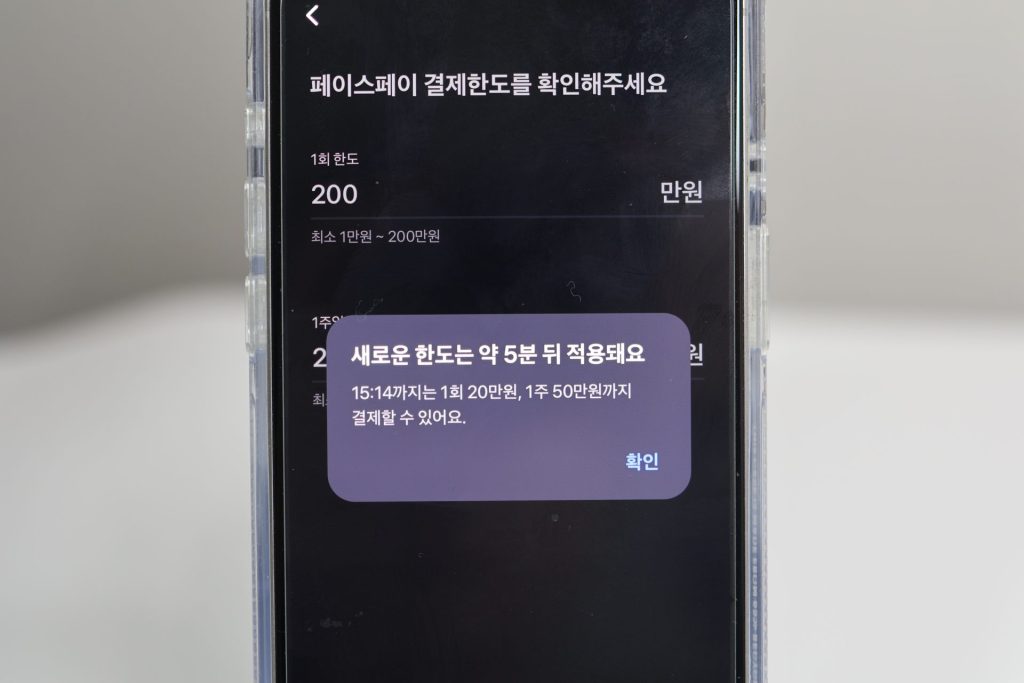 페이스페이 결제한도를 확인해주세요
1회 한도
200 만원
최소 1만원 ~ 200만원
새로운 한도는 약 5분 뒤 적용돼요
15:14까지는 1회 20만원, 1주 50만원까지
결제할 수 있어요.
확인